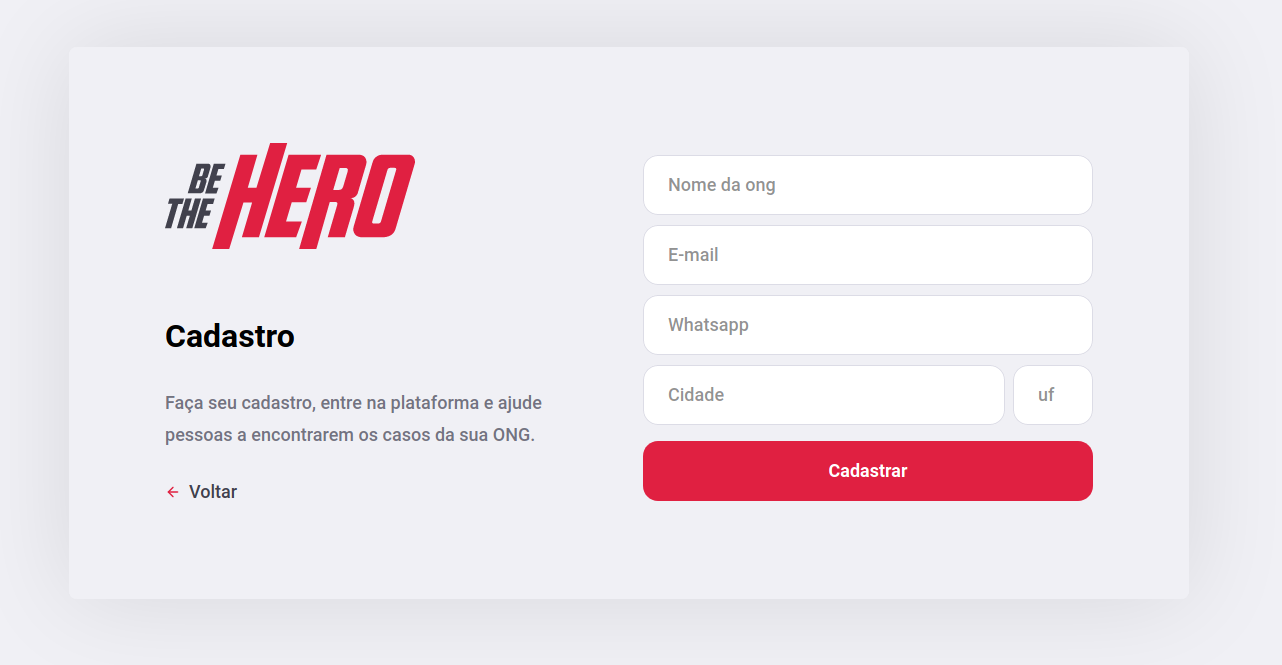 BE
THE HERO
Cadastro
Faça seu cadastro, entre na plataforma e ajude
pessoas a encontrarem os casos da sua ONG.
Voltar
Nome da ong
E-mail
Whatsapp
Cidade
uf
Cadastrar